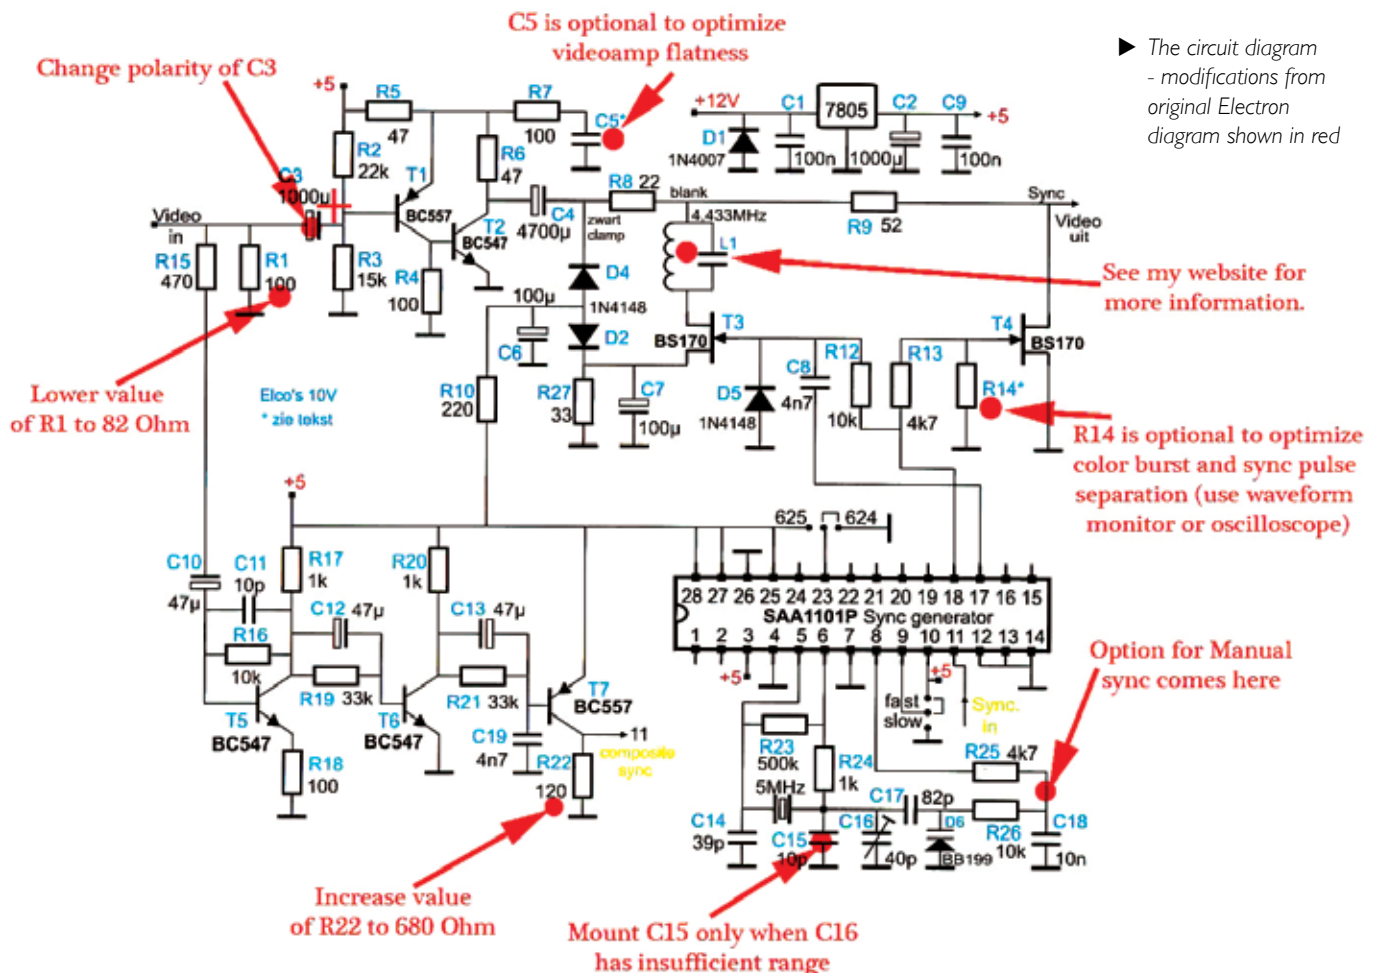 C5 is optional to optimize
videoamp flatness
Change polarity of C3
► The circuit diagram
- modifications from
original Electron
diagram shown in red
+5
R5
47
R7
100
C5*
R2
22k
R6
47
C3
1000µ
+
T1
BC557
T2
BC547
C4
4700µ
R8 22
blank
zwart
clamp
+12V
C1
100n
7805
C2
1000µ
C9
100n
+5
D1
1N4007
Video
in
R15
470
R1
100
R3
15k
R4
100
4,433MHz
L1
R9 52
Sync
Video
uit
See my website for
more information.
100µ
C6
D4
1N4148
D2
R10
220
R27
33
C7
100µ
T3
BS170
D5
1N4148
C8
4n7
R12
10k
R13
4k7
R14*
T4
BS170
Lower value
of R1 to 82 Ohm
Elco's 10V
* zie tekst
R14 is optional to optimize
color burst and sync pulse
separation (use waveform
monitor or oscilloscope)
+5
625
624
C10
47µ
C11
10p
R17
1k
R20
1k
C12
47µ
C13
47µ
R16
10k
R19 33k
R21 33k
T5
BC547
T6
BC547
T7
BC557
R18
100
C19
4n7
R22
120
11
composite
sync
28 27 26 25 24 23 22 21 20 19 18 17 16 15
SAA1101P Sync generator
1 2 3 4 5 6 7 8 9 10 11 12 13 14
+5
+5
fast
slow
Sync.
in
Option for Manual
sync comes here
R23
500k
R24
1k
5MHz
C14
39p
C15
10p
C16
40p
C17
82p
D6
BB199
R25 4k7
R26
10k
C18
10n
Increase value
of R22 to 680 Ohm
Mount C15 only when C16
has insufficient range